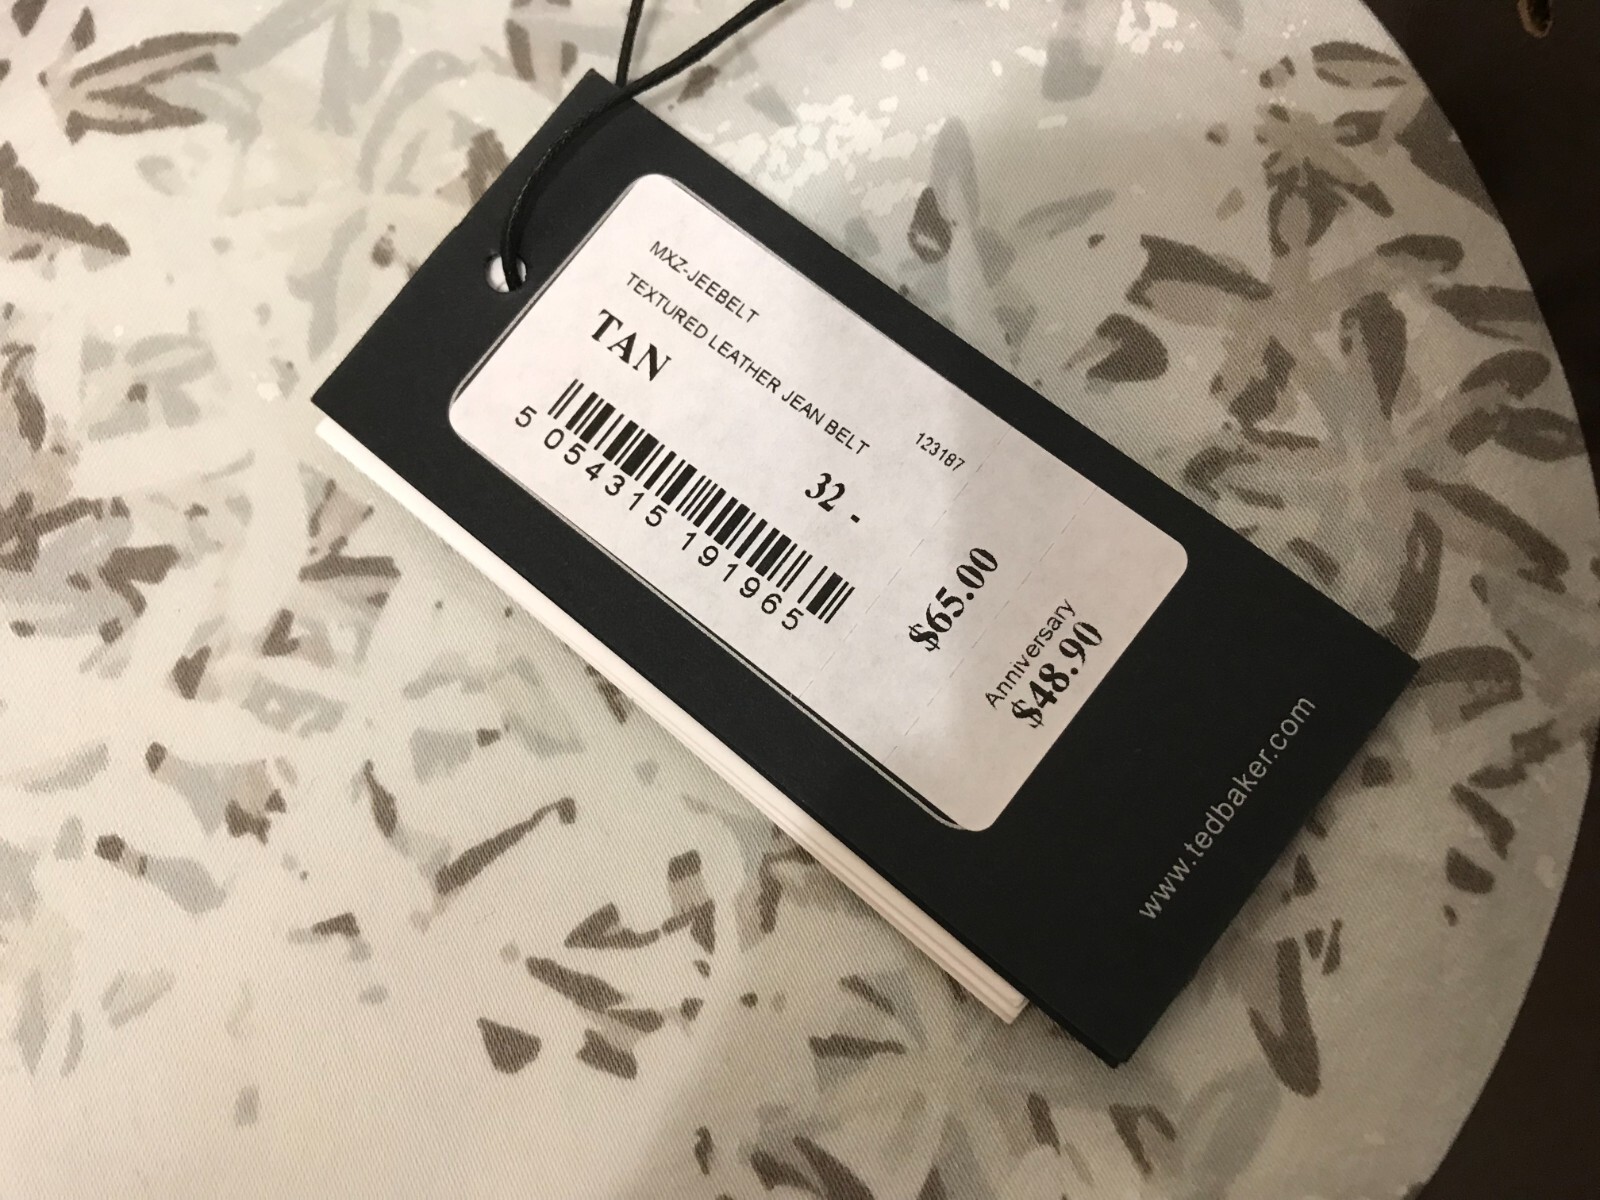 MXZ-JEEBELT
TEXTURED LEATHER JEAN BELT
123187
TAN
32 -
5 054315 191965
$65.00
Anniversary
$48.90
www.tedbaker.com